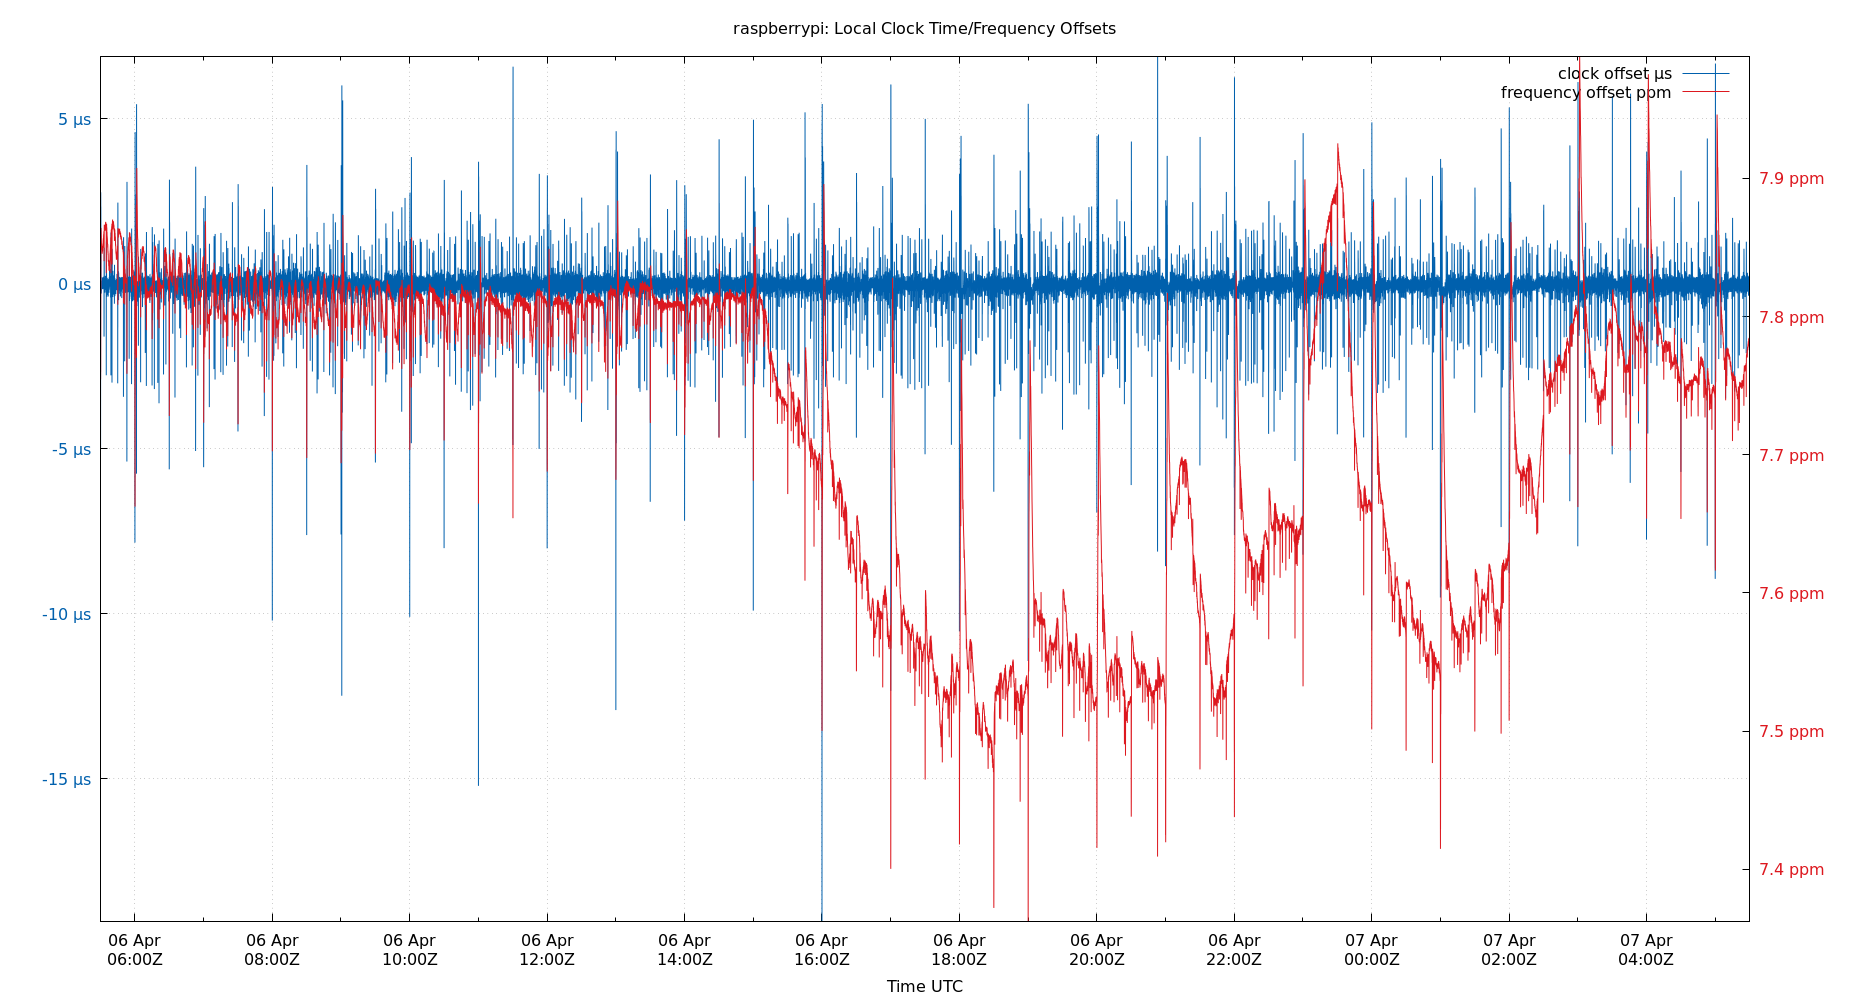 raspberrypi: Local Clock Time/Frequency Offsets
clock offset µs
frequency offset ppm
5 µs
0 µs
-5 µs
-10 µs
-15 µs
7.9 ppm
7.8 ppm
7.7 ppm
7.6 ppm
7.5 ppm
7.4 ppm
06 Apr 06 Apr 06 Apr 06 Apr 06 Apr 06 Apr 06 Apr 06 Apr 06 Apr 07 Apr 07 Apr 07 Apr
06:00Z 08:00Z 10:00Z 12:00Z 14:00Z 16:00Z 18:00Z 20:00Z 22:00Z 00:00Z 02:00Z 04:00Z
Time UTC